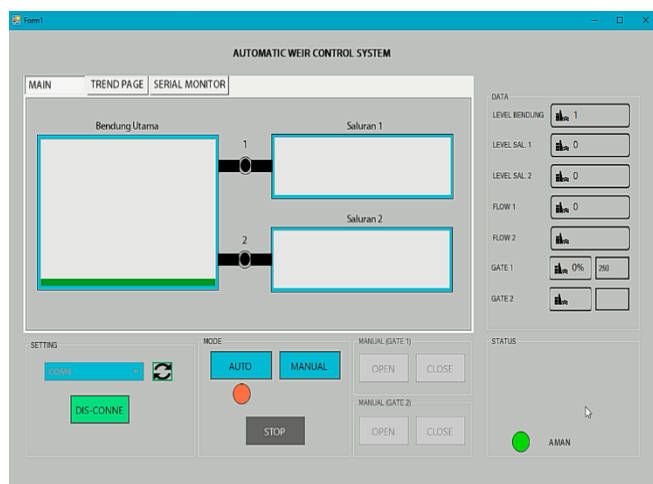 Form1
AUTOMATIC WEIR CONTROL SYSTEM
MAIN TREND PAGE SERIAL MONITOR
Bendung Utama
1
Saluran 1
2
Saluran 2
DATA
LEVEL BENDUNG 1
LEVEL SAL. 1 0
LEVEL SAL. 2 0
FLOW 1 0
FLOW 2
GATE 1 0% 250
GATE 2
SETTING
COM9
DIS-CONNE
MODE
AUTO MANUAL
STOP
MANUAL (GATE 1)
OPEN CLOSE
MANUAL (GATE 2)
OPEN CLOSE
STATUS
AMAN